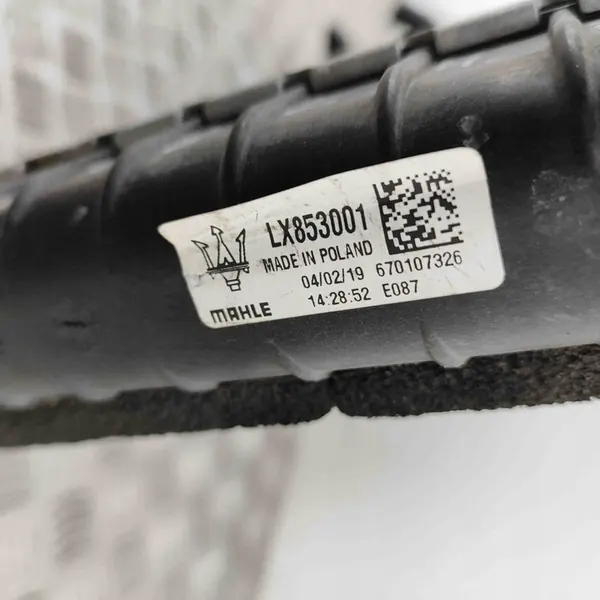 LX853001
MADE IN POLAND
04/02/19 670107326
14:28:52 E087
MAHLE